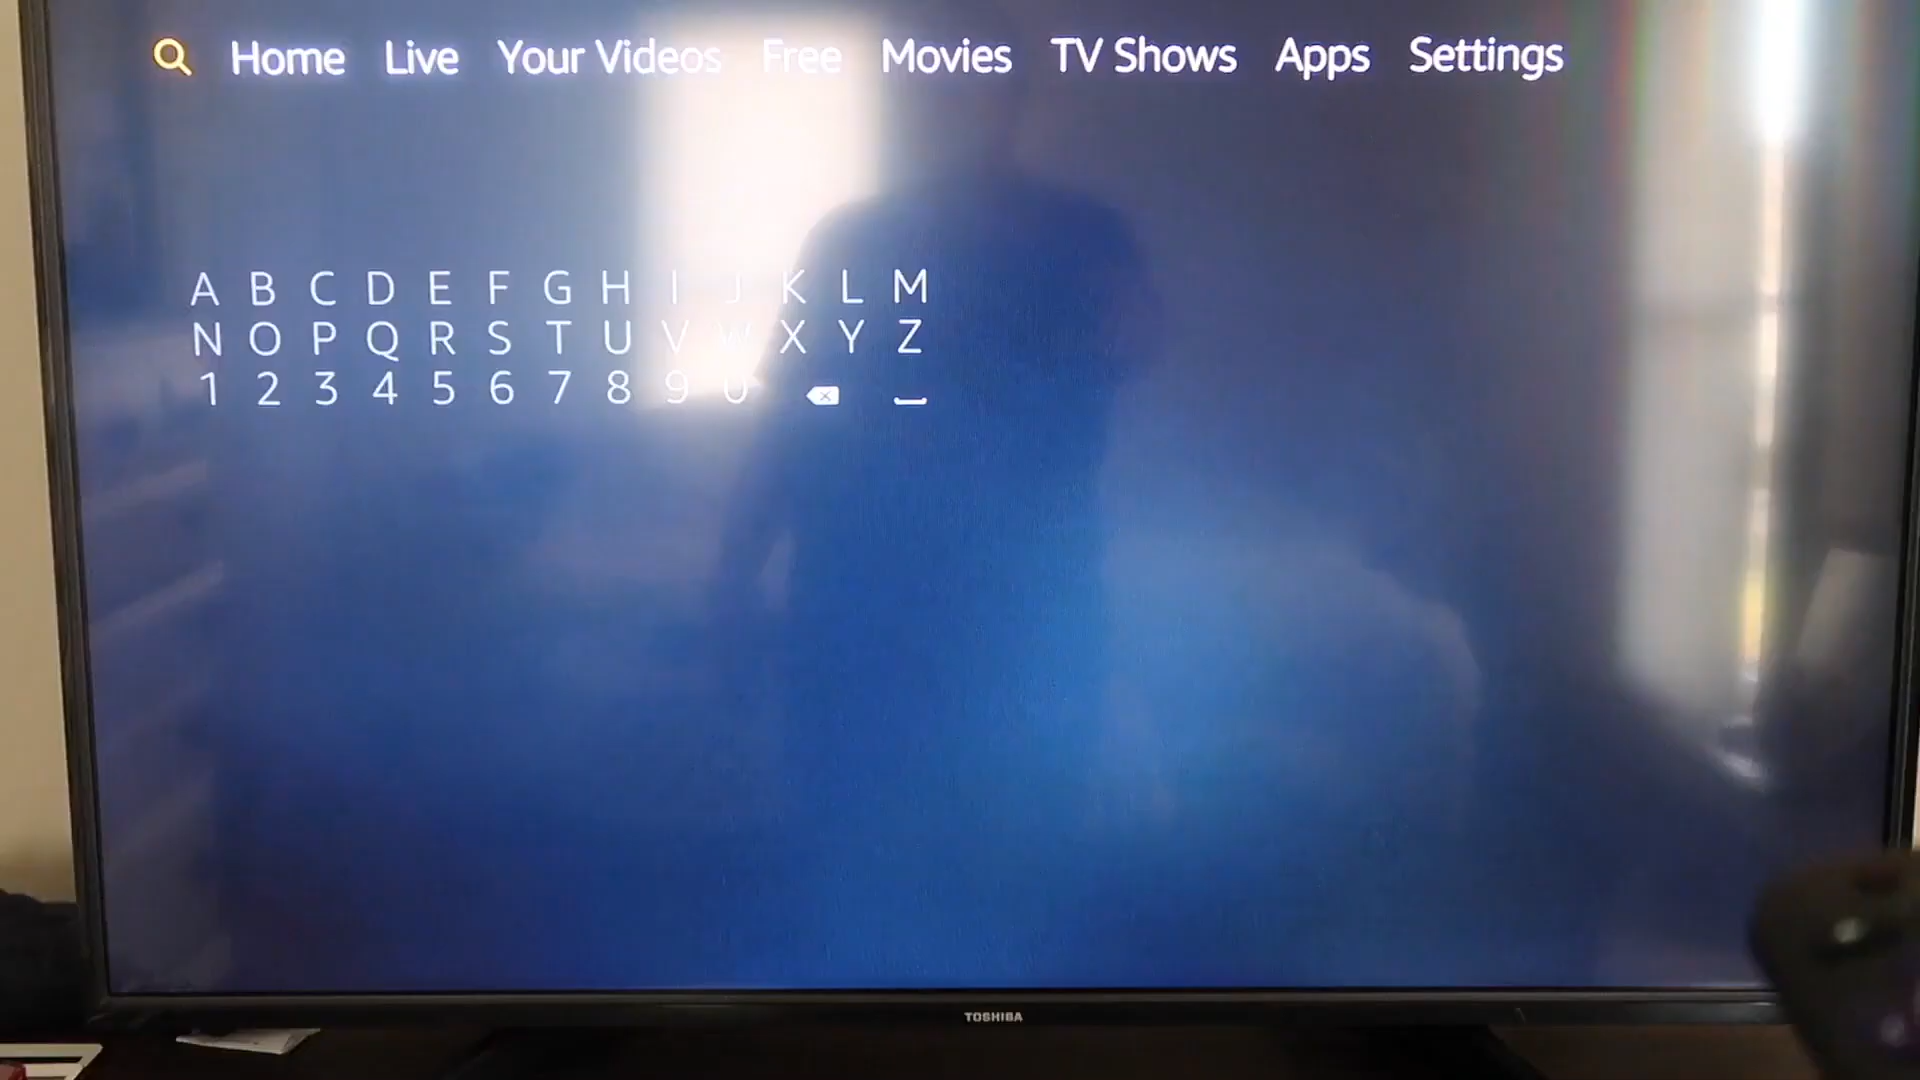 Home Live Your Videos Free Movies TV Shows Apps Settings
A B C D E F G H I J K L M
N O P Q R S T U V W X Y Z
1 2 3 4 5 6 7 8 9 0
TOSHIBA